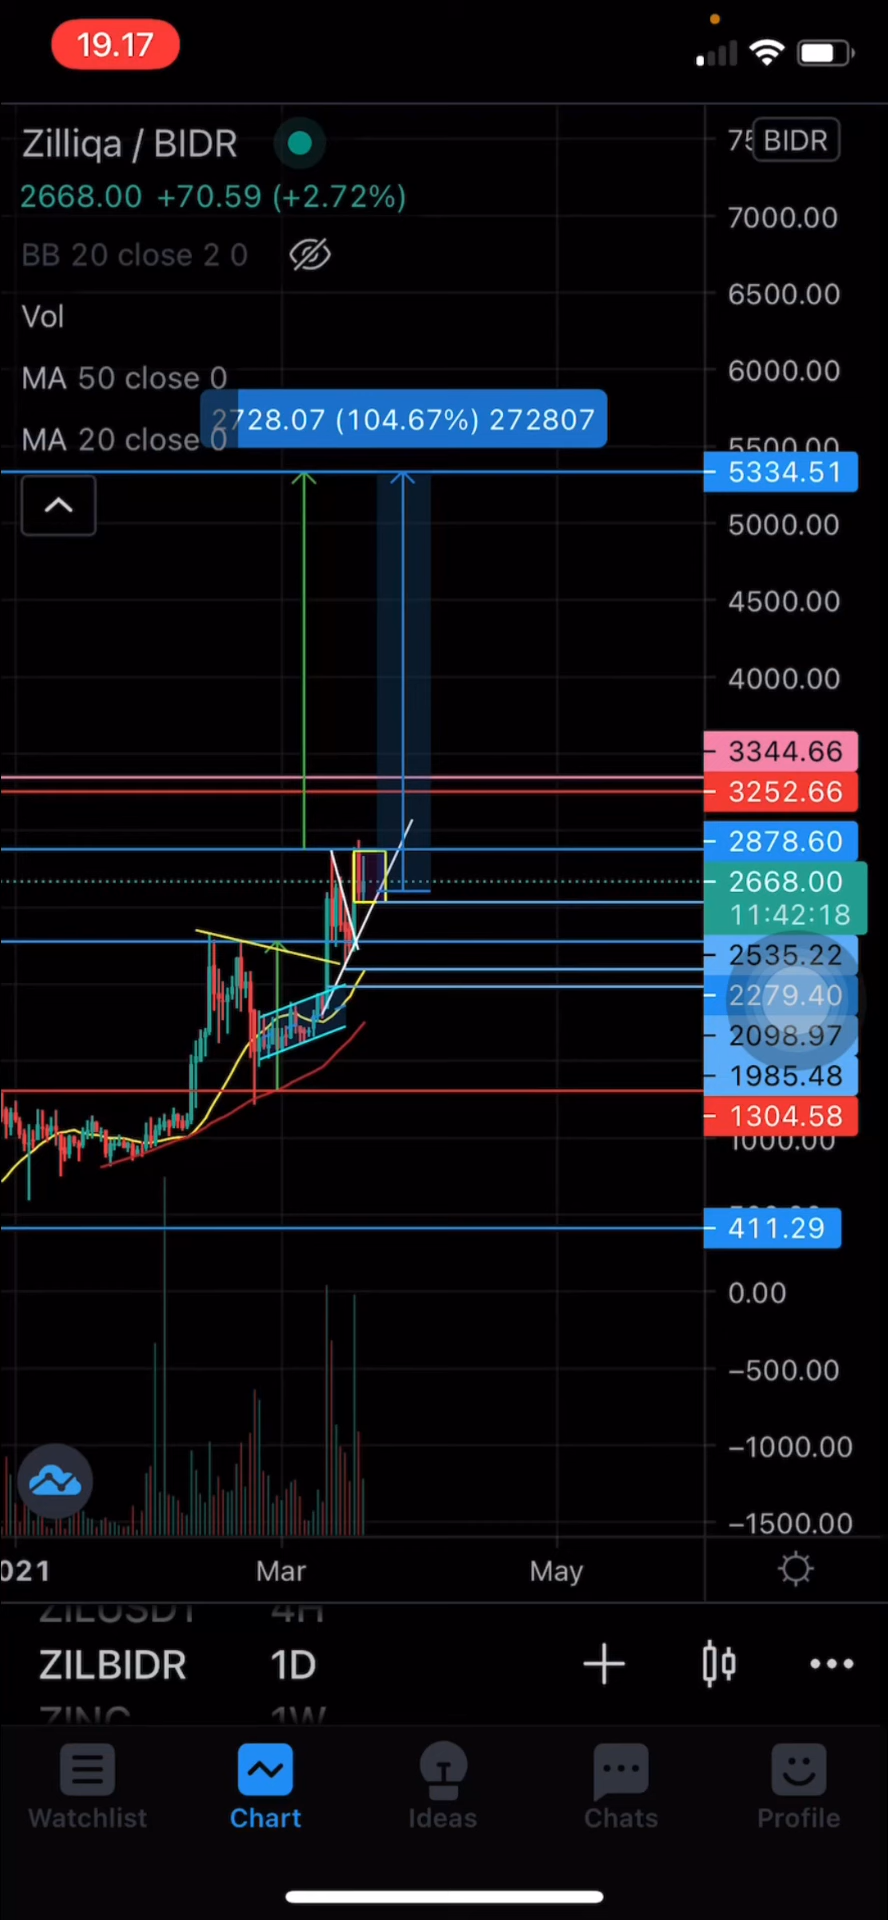 19.17
Zilliqa / BIDR
BIDR
2668.00 +70.59 (+2.72%)
7000.00
BB 20 close 2 0
6500.00
Vol
6000.00
MA 50 close 0
2728.07 (104.67%) 272807
MA 20 close 0
5500.00
5334.51
5000.00
4500.00
4000.00
3344.66
3252.66
2878.60
2668.00
11:42:18
2535.22
2279.40
2098.97
1985.48
1304.58
1000.00
411.29
0.00
−500.00
−1000.00
−1500.00
021 Mar May
ZILUSDT 4H
ZILBIDR 1D
ZINC 1W
Watchlist Chart Ideas Chats Profile